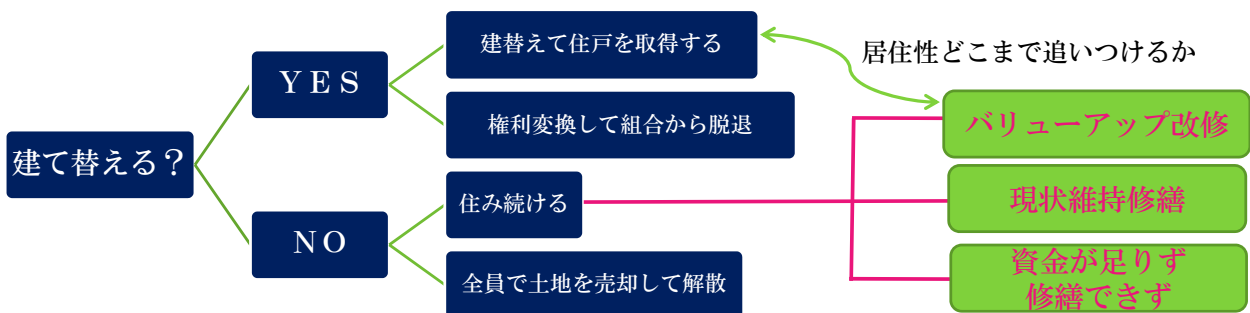 建て替える？
ＹＥＳ
ＮＯ
建替えて住戸を取得する
権利変換して組合から脱退
住み続ける
全員で土地を売却して解散
居住性どこまで追いつけるか
バリューアップ改修
現状維持修繕
資金が足りず
修繕できず